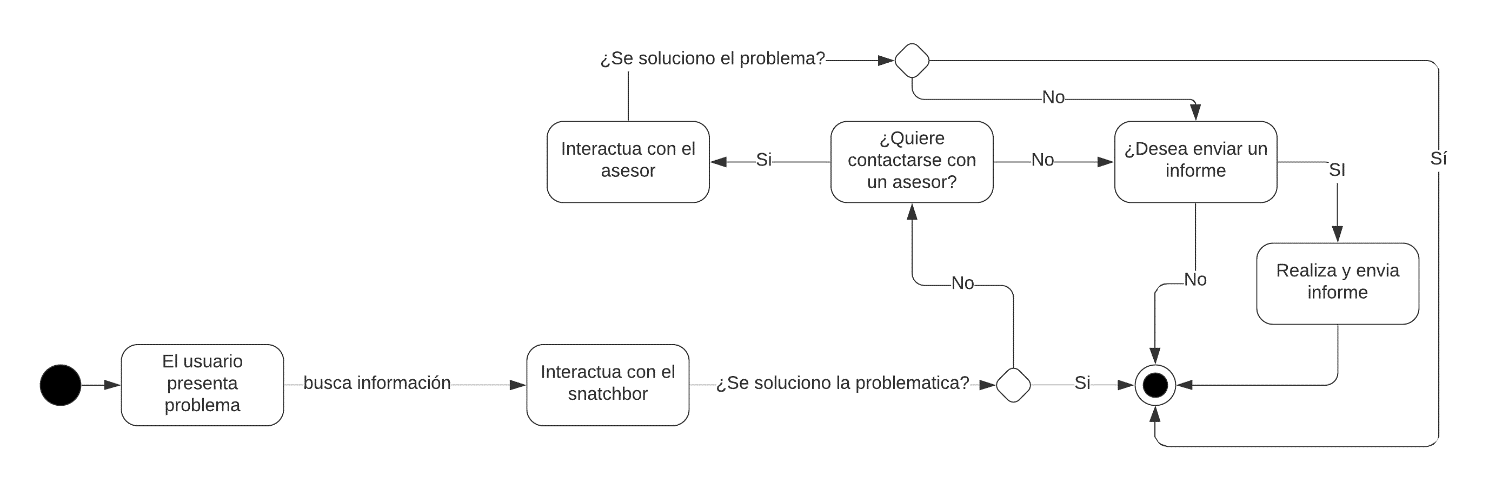 ¿Se soluciono el problema?
No
Interactua con el
asesor
Si
¿Quiere
contactarse con
un asesor?
No
¿Desea enviar un
informe
SI
Sí
No
No
Realiza y envia
informe
El usuario
presenta
problema
busca información
Interactua con el
snatchbor
¿Se soluciono la problematica?
Si